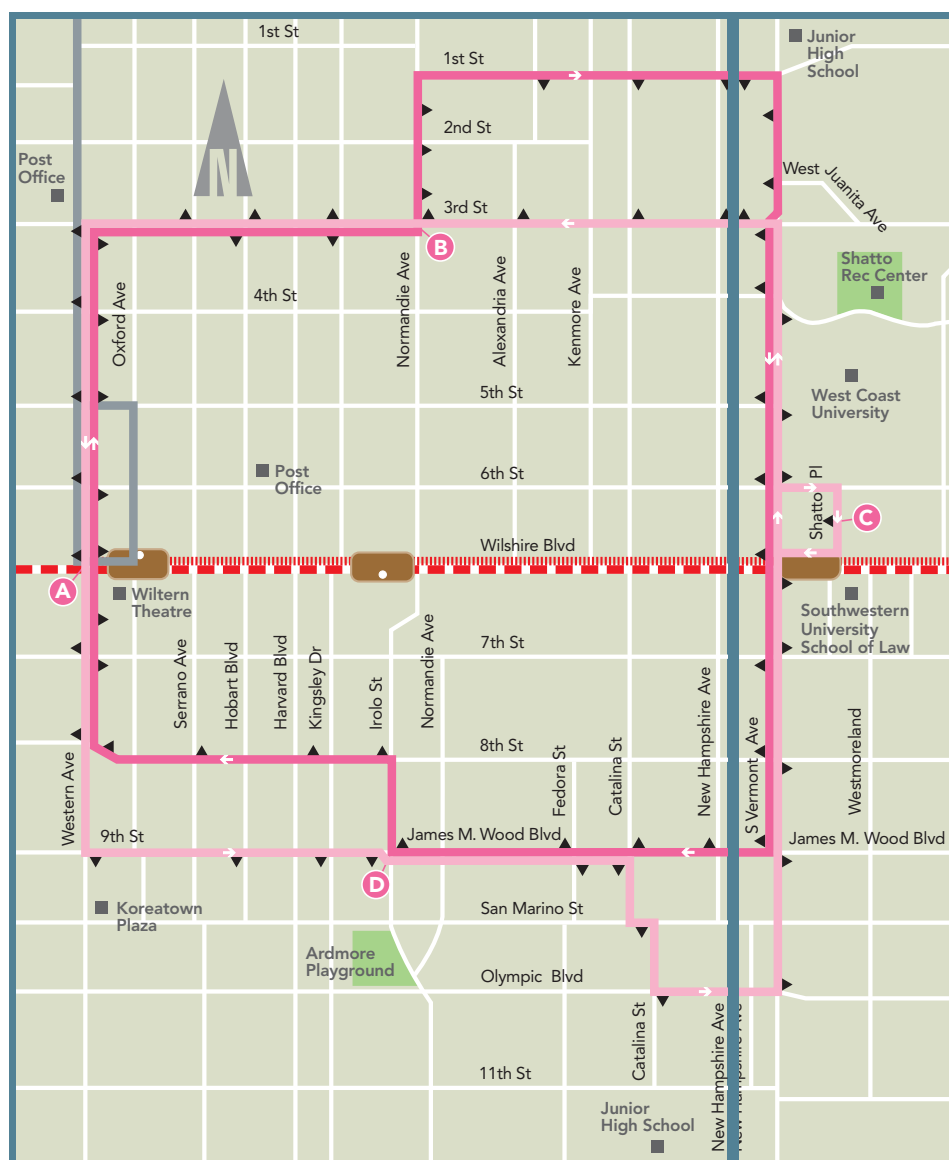 1st St
1st St
Junior
High
School
2nd St
Post
Office
N
West Juanita Ave
3rd St
B
Shatto
Rec Center
4th St
Oxford Ave
Normandie Ave
Alexandria Ave
Kenmore Ave
5th St
West Coast
University
6th St
Post
Office
Shatto Pl
C
Wilshire Blvd
A
Wiltern
Theatre
Southwestern
University
School of Law
7th St
Serrano Ave
Hobart Blvd
Harvard Blvd
Kingsley Dr
Irolo St
Normandie Ave
New Hampshire Ave
S Vermont Ave
Westmoreland
8th St
Fedora St
Catalina St
Western Ave
9th St
James M. Wood Blvd
James M. Wood Blvd
D
Koreatown
Plaza
San Marino St
Ardmore
Playground
Olympic Blvd
Catalina St
New Hampshire Ave
New Hampshire Ave
11th St
Junior
High School